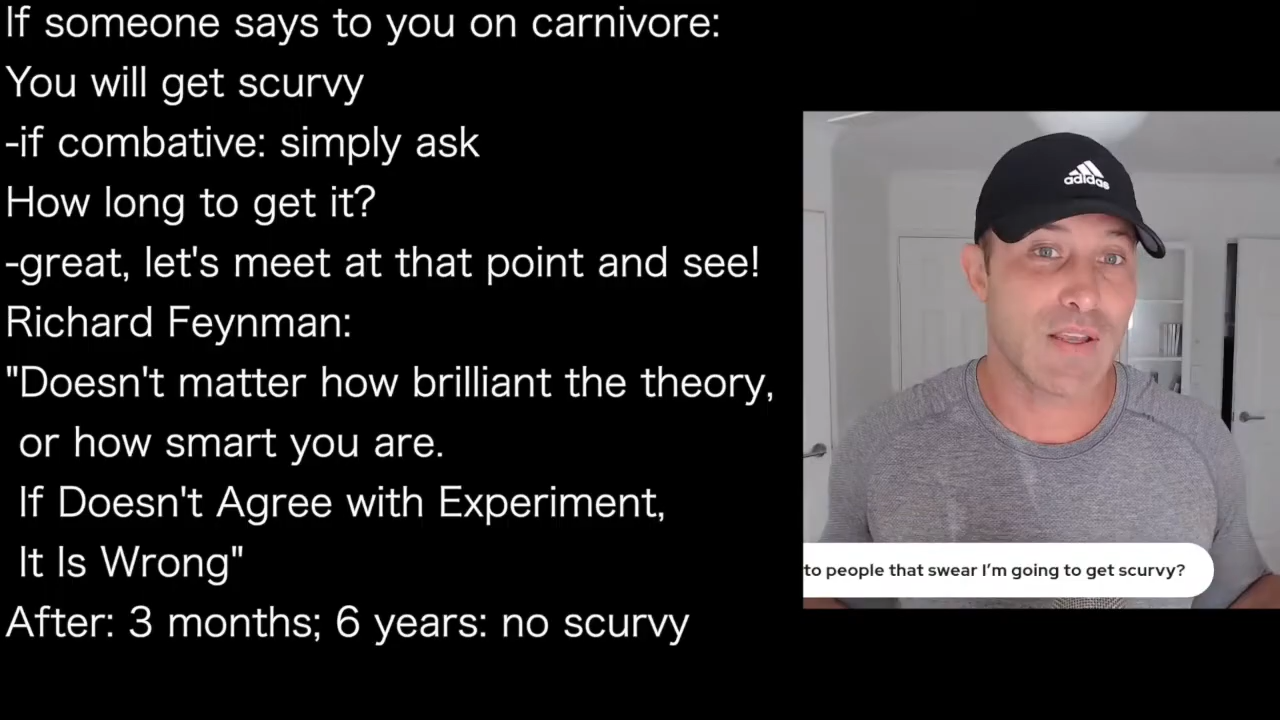 If someone says to you on carnivore:
You will get scurvy
-if combative: simply ask
How long to get it?
-great, let's meet at that point and see!
Richard Feynman:
"Doesn't matter how brilliant the theory,
or how smart you are.
If Doesn't Agree with Experiment,
It Is Wrong"
After: 3 months; 6 years: no scurvy
adidas
to people that swear I'm going to get scurvy?